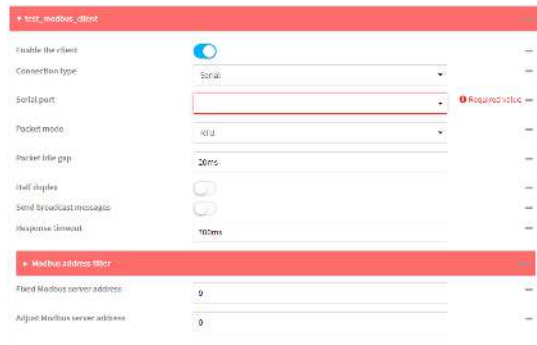 test_modbus_client
Enable the client
Connection type
Serial
Serial port
Required value
Packet mode
RTU
Packet idle gap
20ms
Half duplex
Send broadcast messages
Response timeout
700ms
Modbus address filter
Fixed Modbus server address
0
Adjust Modbus server address
0